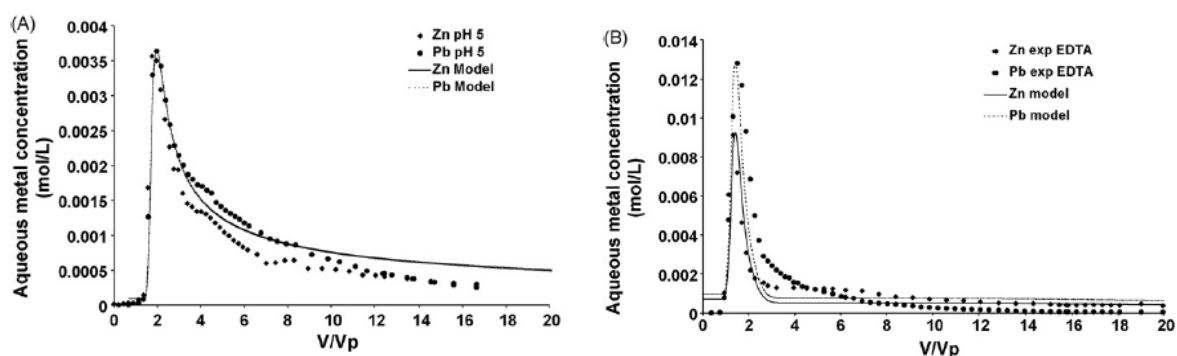 (A)
Aqueous metal concentration
(mol/L)
0.004
0.0035
0.003
0.0025
0.002
0.0015
0.001
0.0005
0
0 2 4 6 8 10 12 14 16 18 20
V/Vp
Zn pH 5
Pb pH 5
Zn Model
Pb Model
(B)
Aqueous metal concentration
(mol/L)
0.014
0.012
0.01
0.008
0.006
0.004
0.002
0
0 2 4 6 8 10 12 14 16 18 20
V/Vp
Zn exp EDTA
Pb exp EDTA
Zn model
Pb model